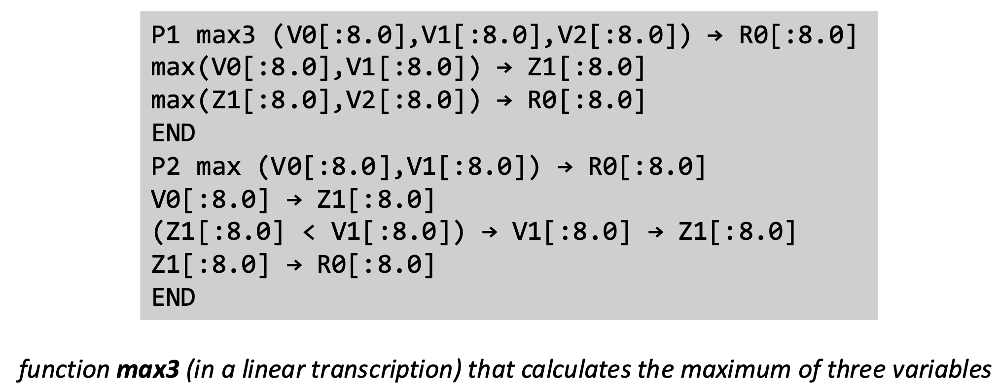 P1 max3 (V0[:8.0],V1[:8.0],V2[:8.0]) → R0[:8.0]
max(V0[:8.0],V1[:8.0]) → Z1[:8.0]
max(Z1[:8.0],V2[:8.0]) → R0[:8.0]
END
P2 max (V0[:8.0],V1[:8.0]) → R0[:8.0]
V0[:8.0] → Z1[:8.0]
(Z1[:8.0] < V1[:8.0]) → V1[:8.0] → Z1[:8.0]
Z1[:8.0] → R0[:8.0]
END
function max3 (in a linear transcription) that calculates the maximum of three variables